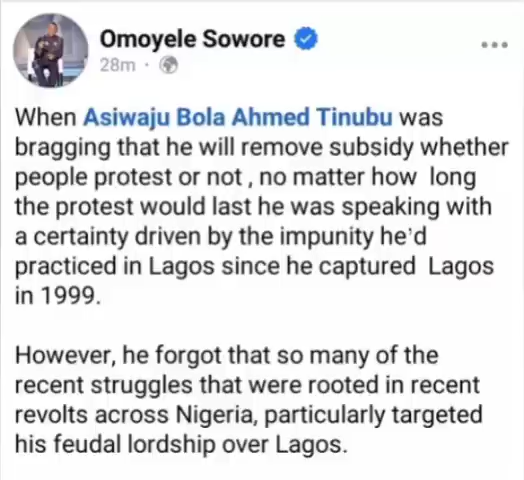 Omoyele Sowore
28m ·
When Asiwaju Bola Ahmed Tinubu was
bragging that he will remove subsidy whether
people protest or not , no matter how long
the protest would last he was speaking with
a certainty driven by the impunity he'd
practiced in Lagos since he captured Lagos
in 1999.
However, he forgot that so many of the
recent struggles that were rooted in recent
revolts across Nigeria, particularly targeted
his feudal lordship over Lagos.